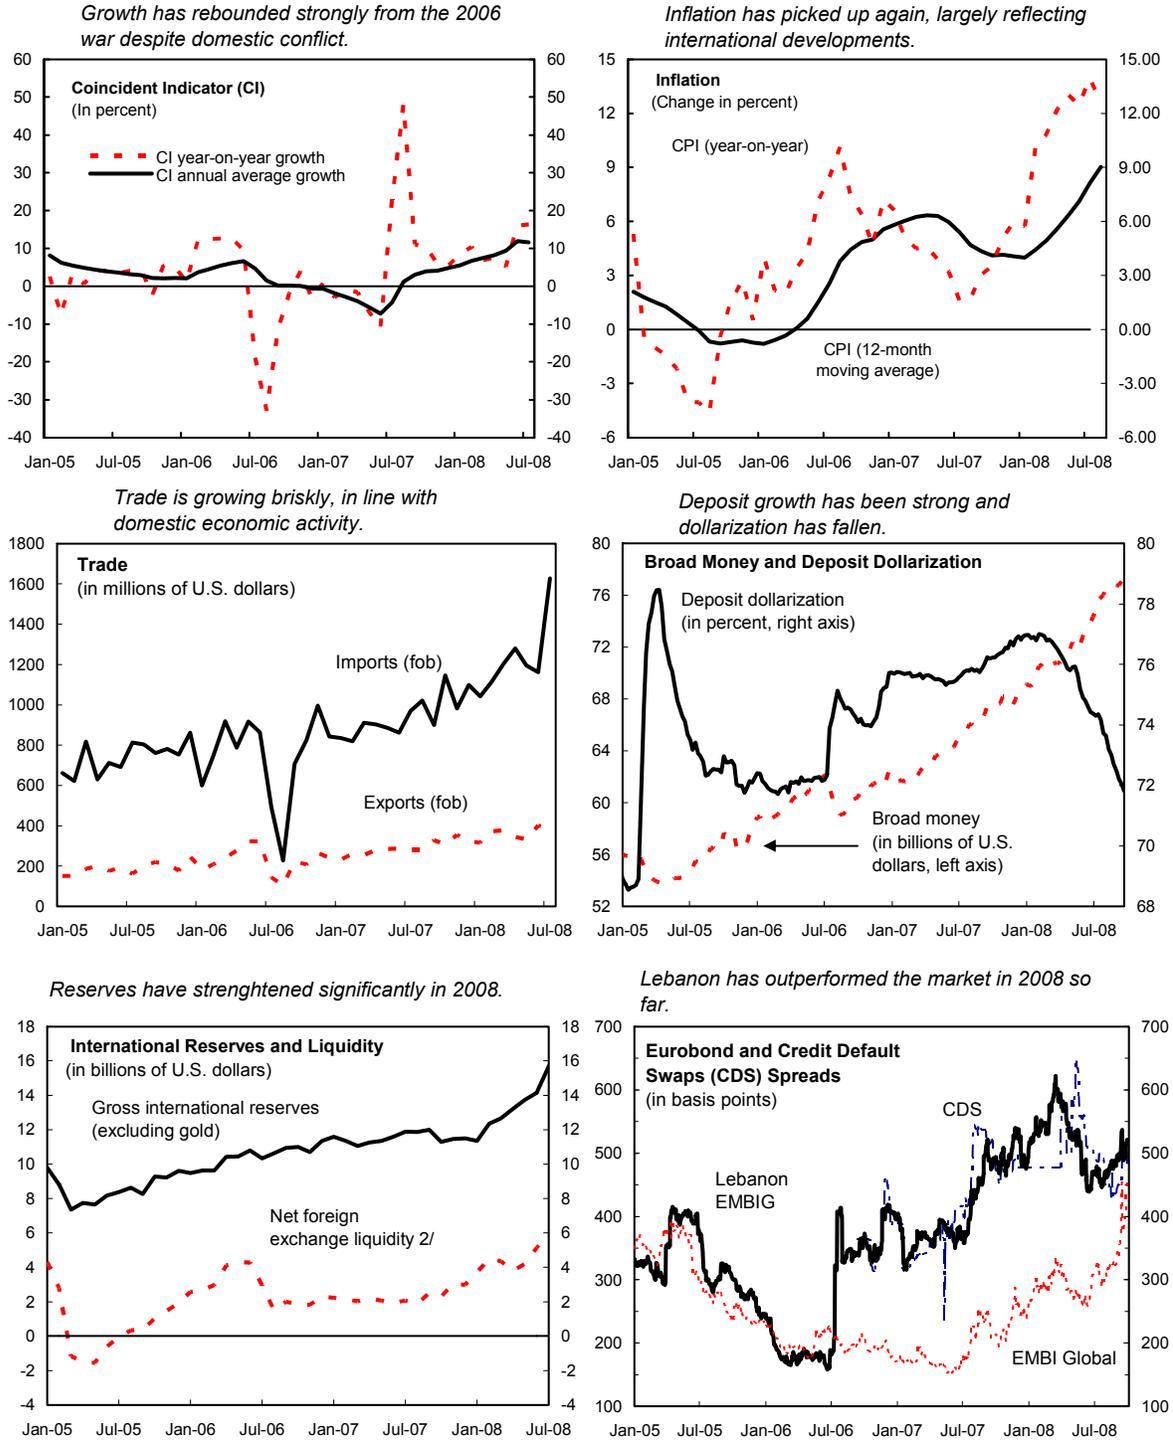 Growth has rebounded strongly from the 2006
war despite domestic conflict.
60
50
40
30
20
10
0
-10
-20
-30
-40
Coincident Indicator (CI)
(In percent)
CI year-on-year growth
CI annual average growth
60
50
40
30
20
10
0
-10
-20
-30
-40
Jan-05 Jul-05 Jan-06 Jul-06 Jan-07 Jul-07 Jan-08 Jul-08
Inflation has picked up again, largely reflecting
international developments.
15
12
9
6
3
0
-3
-6
Inflation
(Change in percent)
CPI (year-on-year)
CPI (12-month
moving average)
15.00
12.00
9.00
6.00
3.00
0.00
-3.00
-6.00
Jan-05 Jul-05 Jan-06 Jul-06 Jan-07 Jul-07 Jan-08 Jul-08
Trade is growing briskly, in line with
domestic economic activity.
1800
1600
1400
1200
1000
800
600
400
200
0
Trade
(in millions of U.S. dollars)
Imports (fob)
Exports (fob)
Jan-05 Jul-05 Jan-06 Jul-06 Jan-07 Jul-07 Jan-08 Jul-08
Deposit growth has been strong and
dollarization has fallen.
80
76
72
68
64
60
56
52
Broad Money and Deposit Dollarization
Deposit dollarization
(in percent, right axis)
Broad money
(in billions of U.S.
dollars, left axis)
80
78
76
74
72
70
68
Jan-05 Jul-05 Jan-06 Jul-06 Jan-07 Jul-07 Jan-08 Jul-08
Reserves have strenghtened significantly in 2008.
18
16
14
12
10
8
6
4
2
0
-2
-4
International Reserves and Liquidity
(in billions of U.S. dollars)
Gross international reserves
(excluding gold)
Net foreign
exchange liquidity 2/
18
16
14
12
10
8
6
4
2
0
-2
-4
Jan-05 Jul-05 Jan-06 Jul-06 Jan-07 Jul-07 Jan-08 Jul-08
Lebanon has outperformed the market in 2008 so
far.
700
600
500
400
300
200
100
Eurobond and Credit Default
Swaps (CDS) Spreads
(in basis points)
CDS
Lebanon
EMBIG
EMBI Global
700
600
500
400
300
200
100
Jan-05 Jul-05 Jan-06 Jul-06 Jan-07 Jul-07 Jan-08 Jul-08